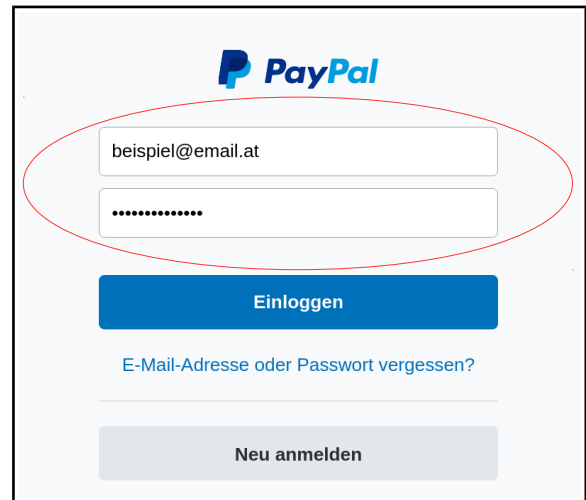 PayPal
beispiel@email.at
••••••••••••••
Einloggen
E-Mail-Adresse oder Passwort vergessen?
Neu anmelden